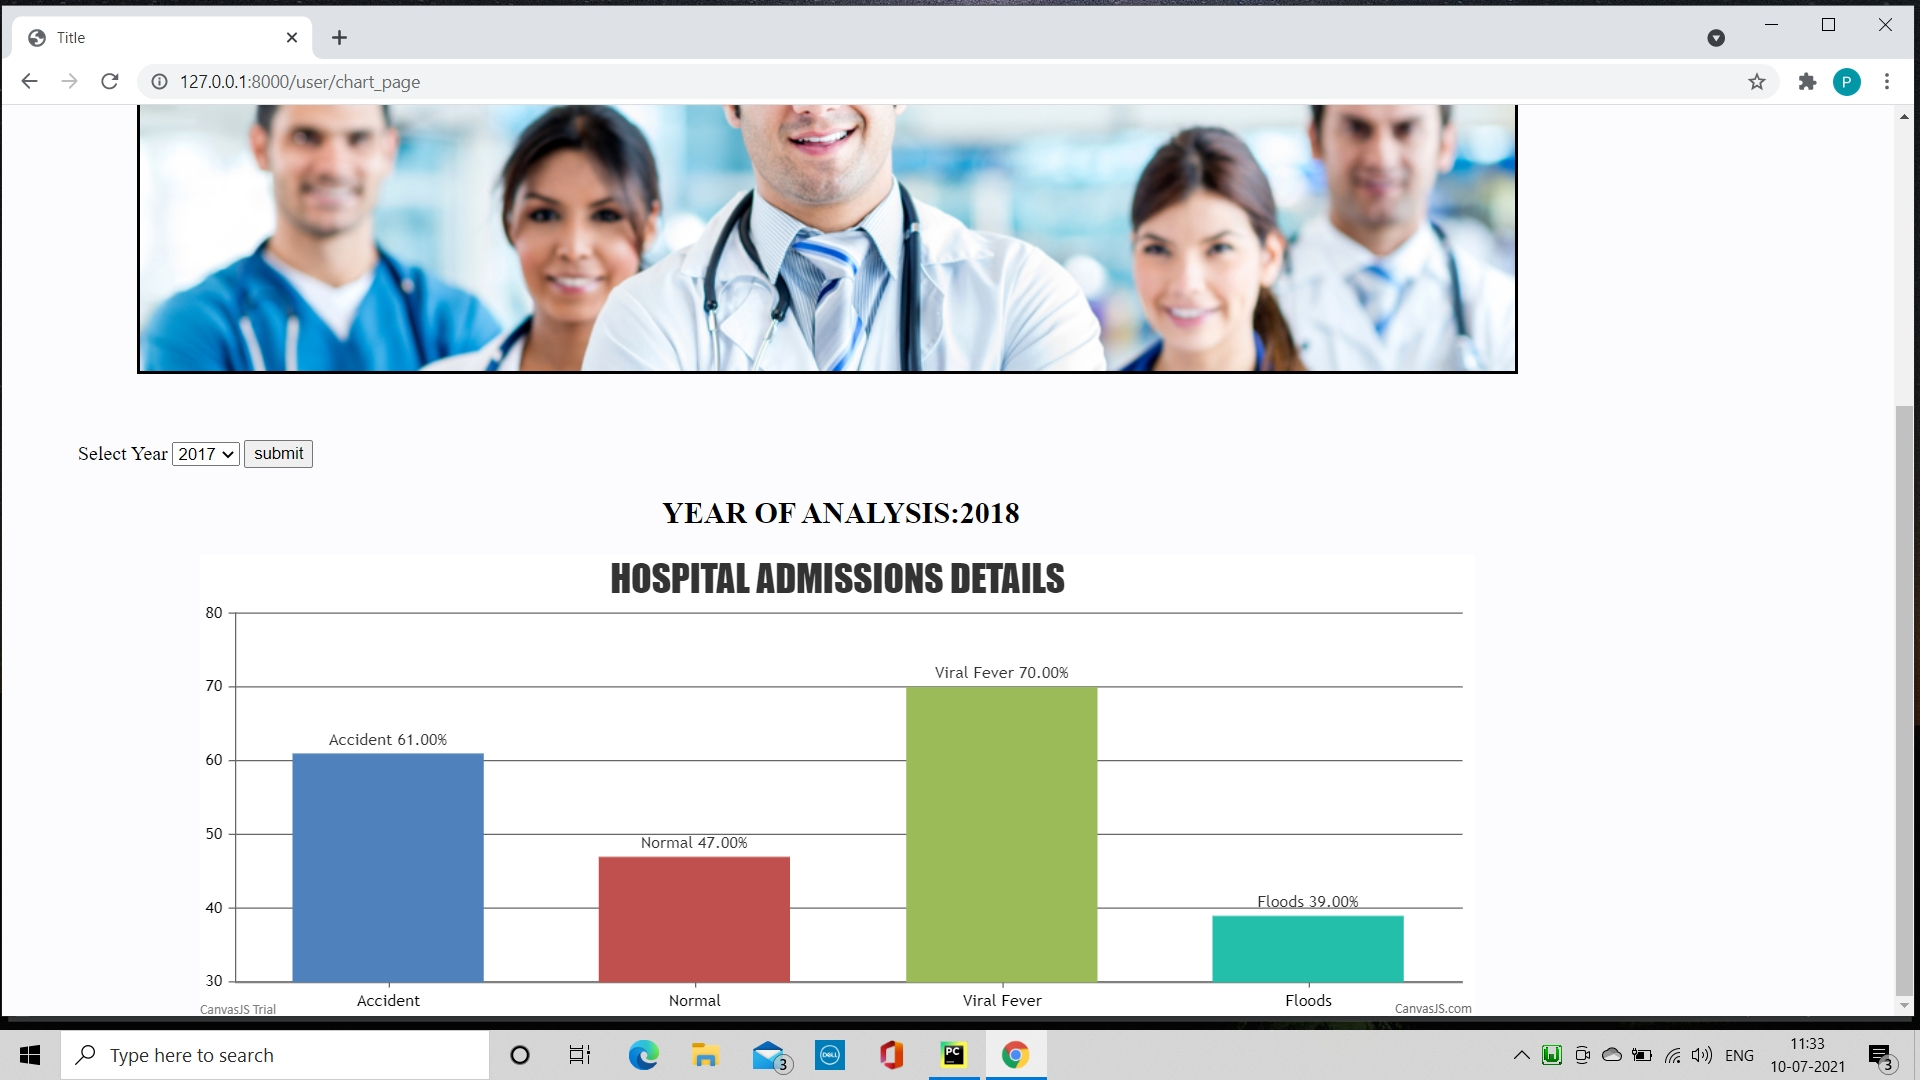 Title
127.0.0.1:8000/user/chart_page
P
Select Year 2017 submit
YEAR OF ANALYSIS:2018
HOSPITAL ADMISSIONS DETAILS
80
70
60
50
40
30
Viral Fever 70.00%
Accident 61.00%
Normal 47.00%
Floods 39.00%
Accident Normal Viral Fever Floods
CanvasJS Trial CanvasJS.com
Type here to search
3
DELL
PC
ENG
11:33
10-07-2021
3